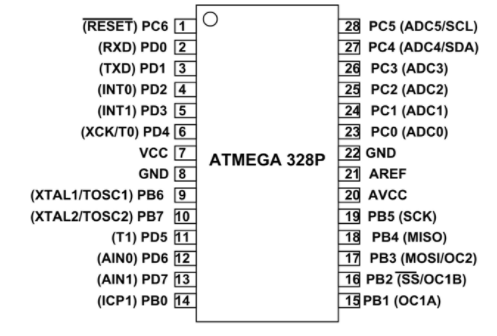 (RESET) PC6 1
(RXD) PD0 2
(TXD) PD1 3
(INT0) PD2 4
(INT1) PD3 5
(XCK/T0) PD4 6
VCC 7
GND 8
(XTAL1/TOSC1) PB6 9
(XTAL2/TOSC2) PB7 10
(T1) PD5 11
(AIN0) PD6 12
(AIN1) PD7 13
(ICP1) PB0 14
ATMEGA 328P
28 PC5 (ADC5/SCL)
27 PC4 (ADC4/SDA)
26 PC3 (ADC3)
25 PC2 (ADC2)
24 PC1 (ADC1)
23 PC0 (ADC0)
22 GND
21 AREF
20 AVCC
19 PB5 (SCK)
18 PB4 (MISO)
17 PB3 (MOSI/OC2)
16 PB2 (SS/OC1B)
15 PB1 (OC1A)